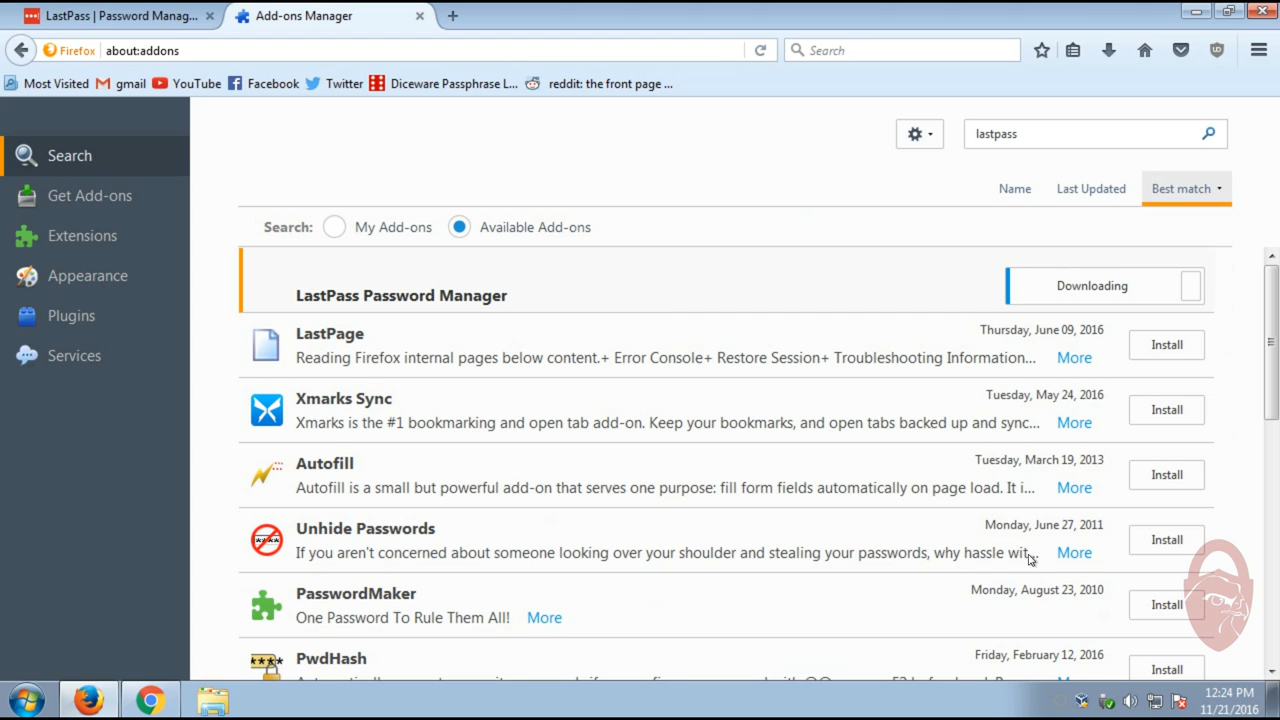 LastPass | Password Manag...
Add-ons Manager
Firefox
about:addons
Search
Most Visited
gmail
YouTube
Facebook
Twitter
Diceware Passphrase L...
reddit: the front page ...
Search
Get Add-ons
Extensions
Appearance
Plugins
Services
lastpass
Name
Last Updated
Best match
Search:
My Add-ons
Available Add-ons
LastPass Password Manager
Downloading
LastPage
Thursday, June 09, 2016
Reading Firefox internal pages below content.+ Error Console+ Restore Session+ Troubleshooting Information...
More
Install
Xmarks Sync
Tuesday, May 24, 2016
Xmarks is the #1 bookmarking and open tab add-on. Keep your bookmarks, and open tabs backed up and sync...
More
Install
Autofill
Tuesday, March 19, 2013
Autofill is a small but powerful add-on that serves one purpose: fill form fields automatically on page load. It i...
More
Install
Unhide Passwords
Monday, June 27, 2011
If you aren't concerned about someone looking over your shoulder and stealing your passwords, why hassle wit...
More
Install
PasswordMaker
Monday, August 23, 2010
One Password To Rule Them All!
More
Install
PwdHash
Friday, February 12, 2016
Install
12:24 PM
11/21/2016